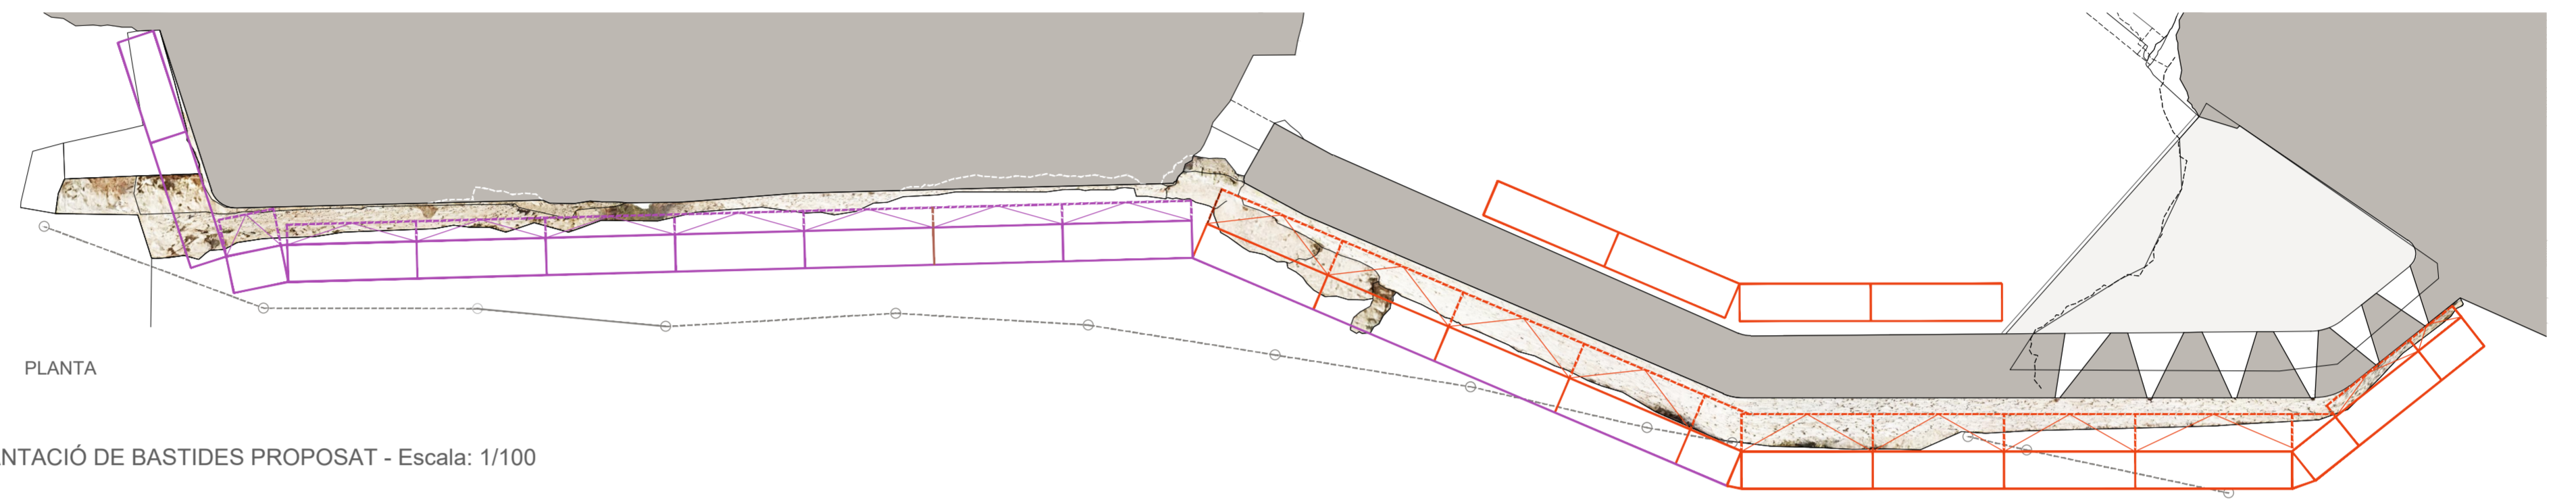 PLANTA
NTACIÓ DE BASTIDES PROPOSAT - Escala: 1/100